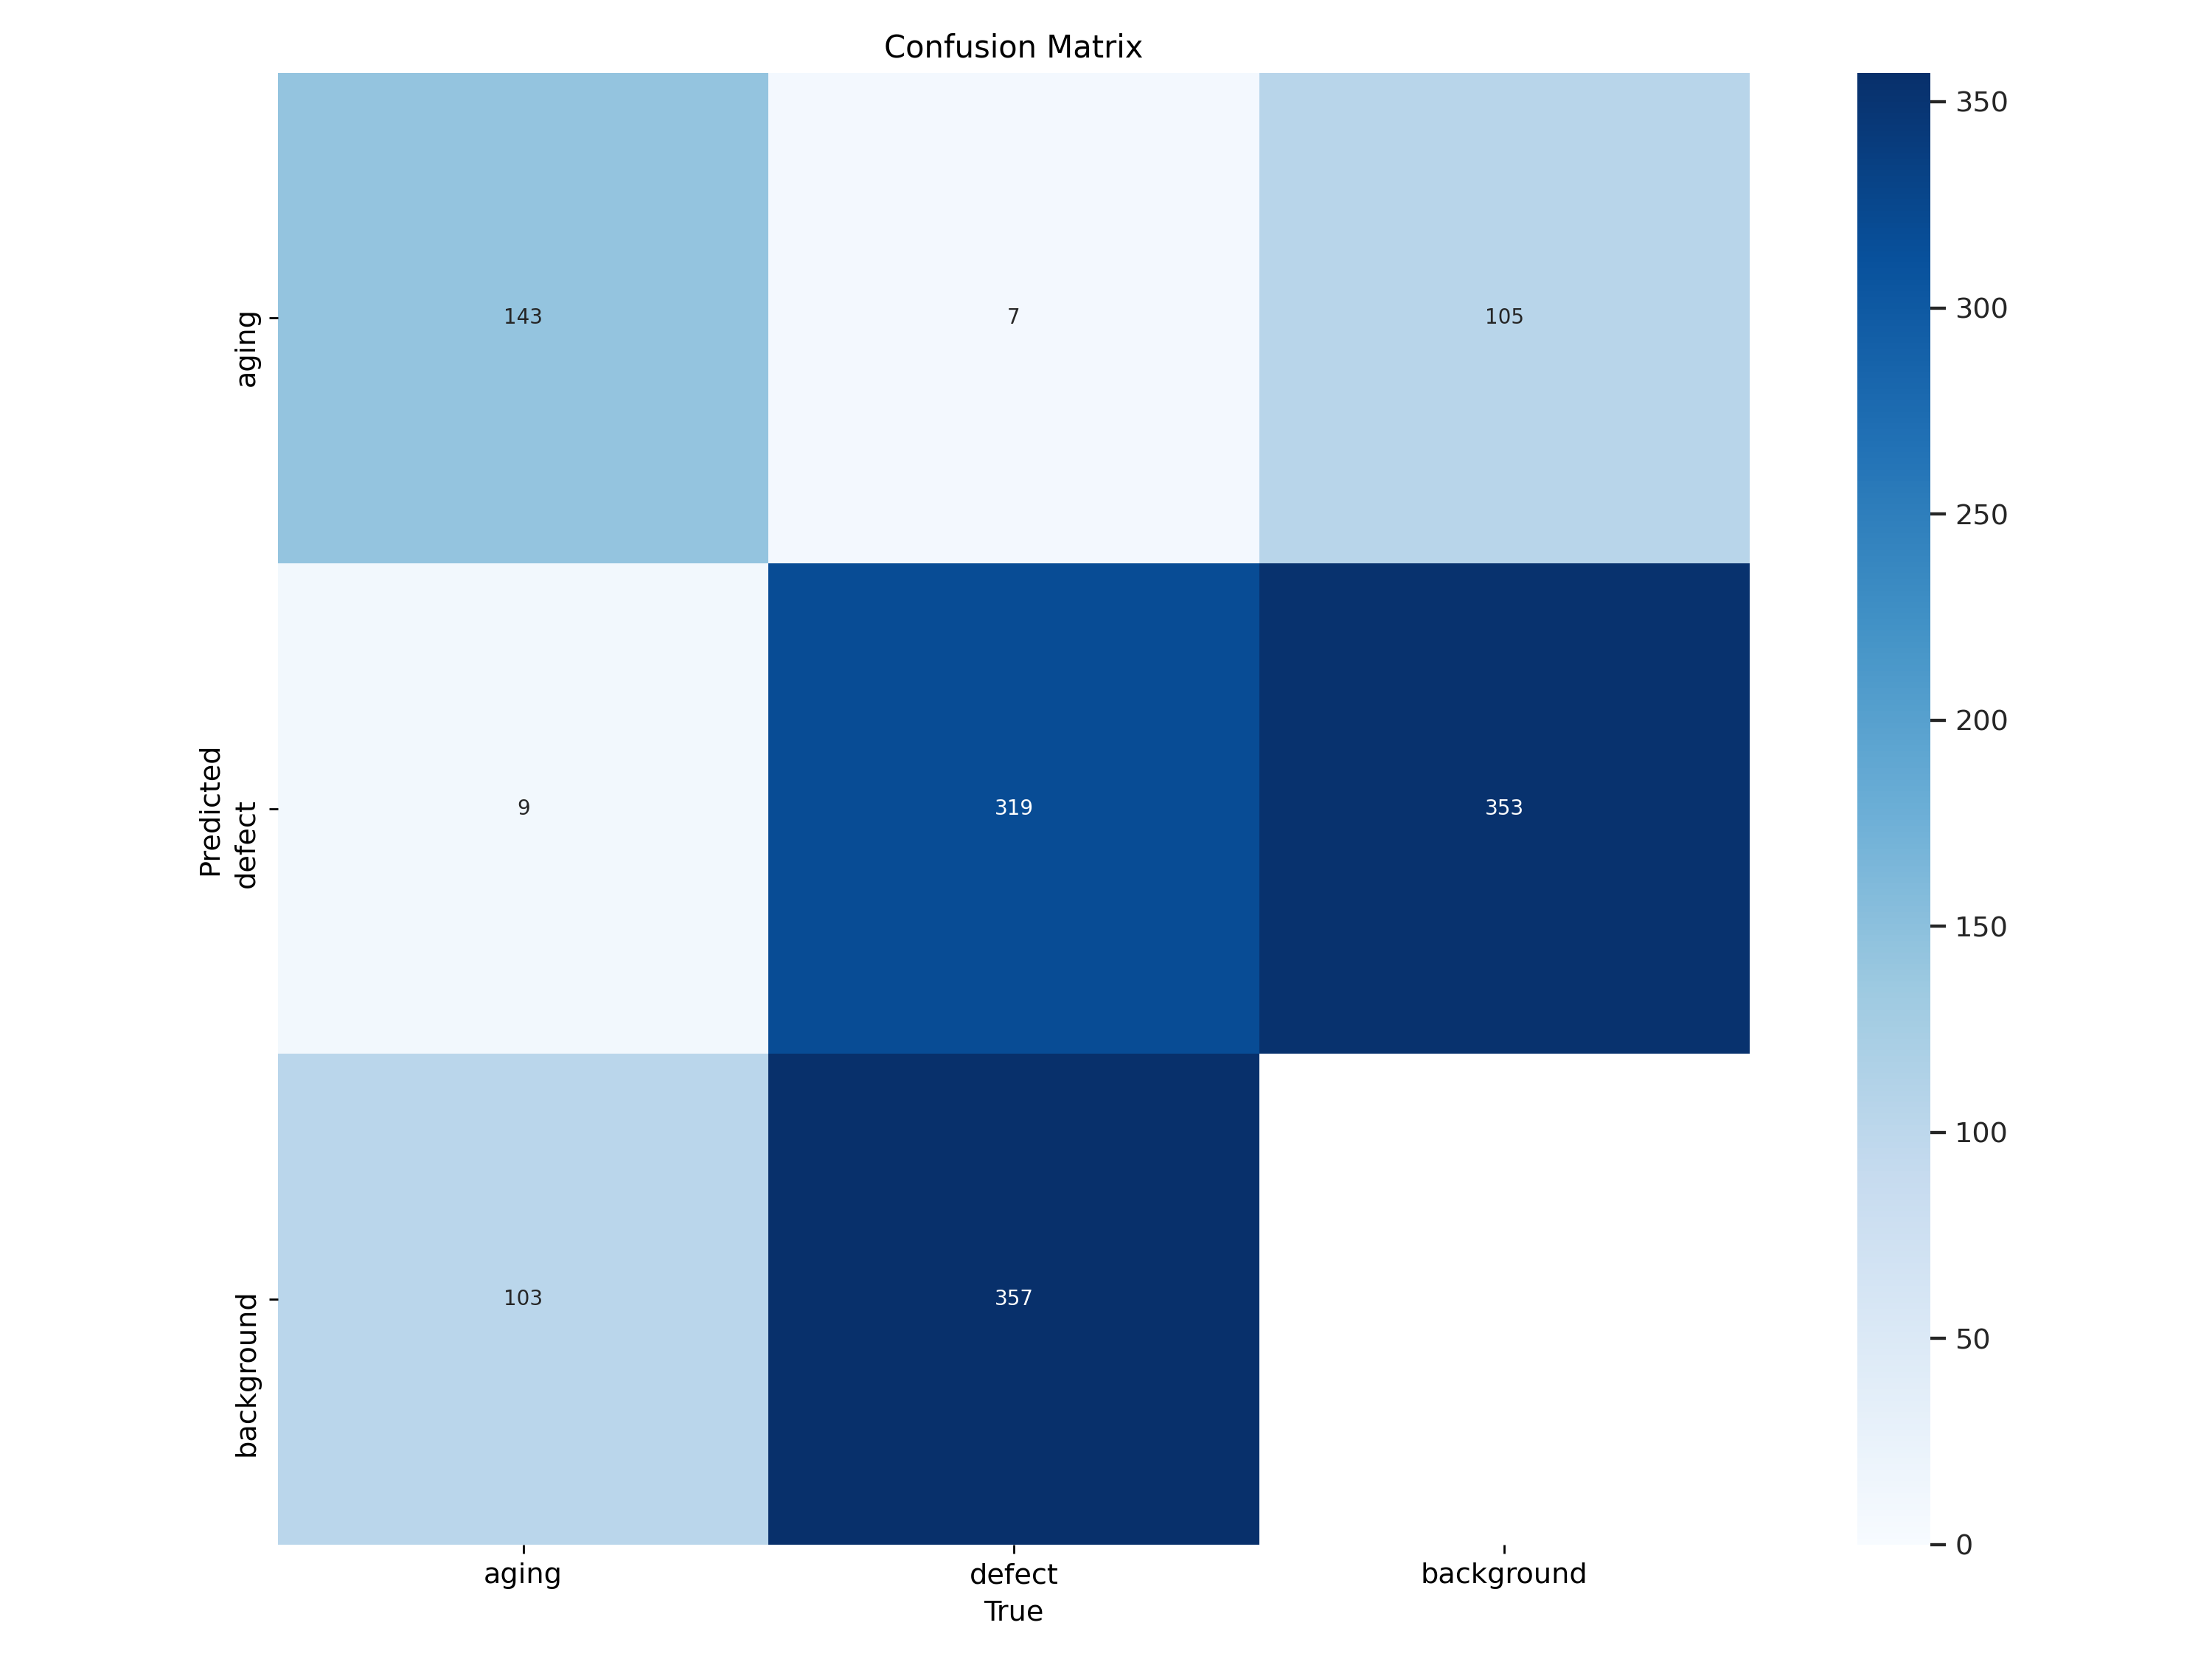 Confusion Matrix
143 7 105
9 319 353
103 357
aging
defect
background
Predicted
aging defect background
True
350
300
250
200
150
100
50
0